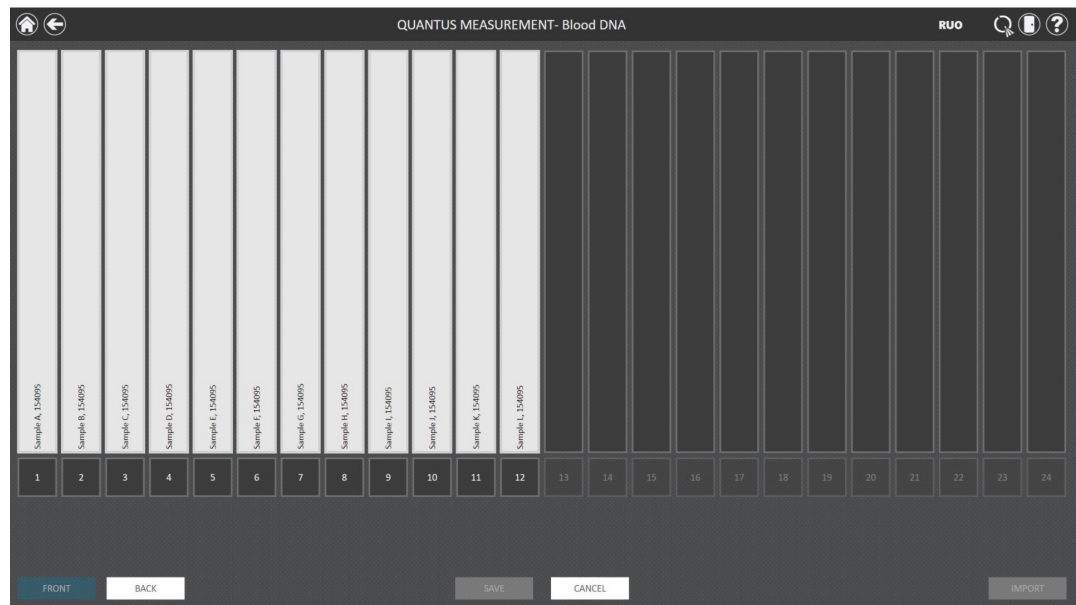 QUANTUS MEASUREMENT- Blood DNA
RUO
?
Sample A, 154095
Sample B, 154095
Sample C, 154095
Sample D, 154095
Sample E, 154095
Sample F, 154095
Sample G, 154095
Sample H, 154095
Sample I, 154095
Sample J, 154095
Sample K, 154095
Sample L, 154095
1 2 3 4 5 6 7 8 9 10 11 12 13 14 15 16 17 18 19 20 21 22 23 24
FRONT BACK SAVE CANCEL IMPORT